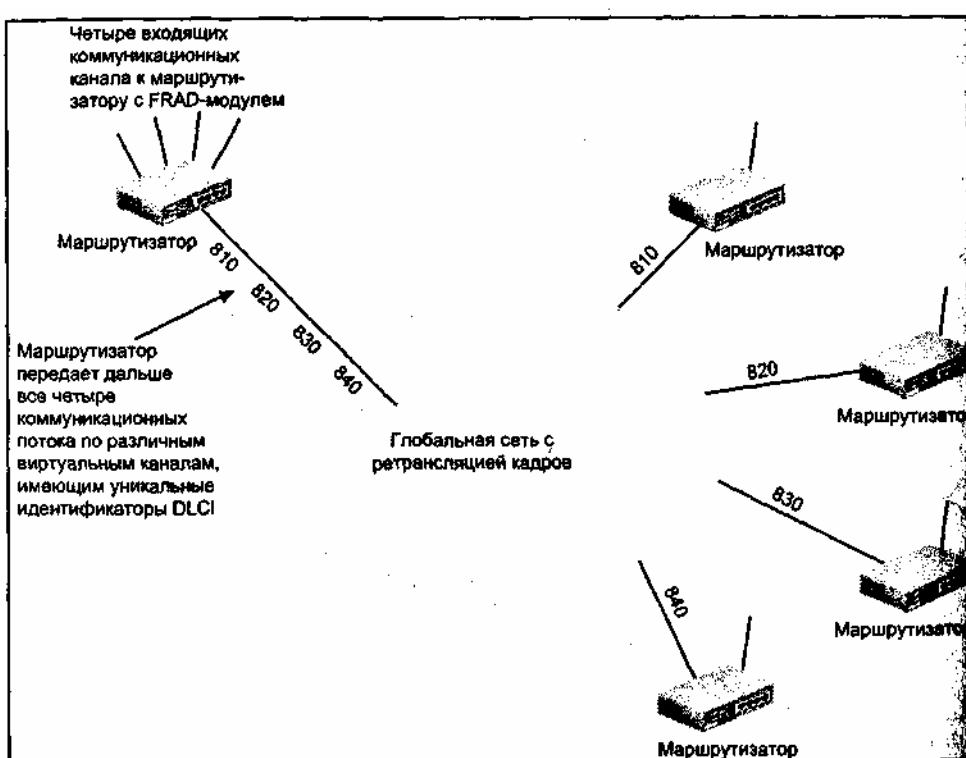 Четыре входящих
коммуникационных
канала к маршрути-
затору с FRAD-модулем
Маршрутизатор
810
820
830
840
Маршрутизатор
передает дальше
все четыре
коммуникационных
потока по различным
виртуальным каналам,
имеющим уникальные
идентификаторы DLCI
Глобальная сеть с
ретрансляцией кадров
810
Маршрутизатор
820
Маршрутизато
830
Маршрутизато
840
Маршрутизатор